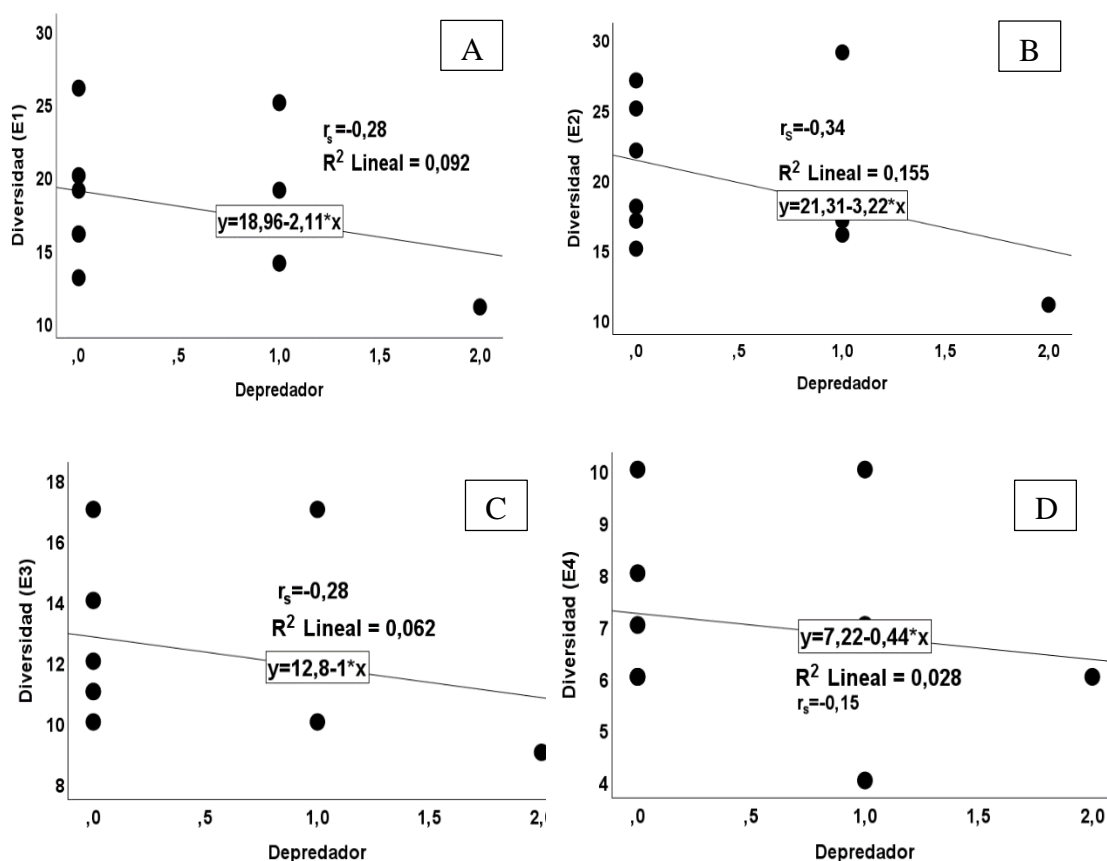 A
Diversidad (E1)
30
25
20
15
10
rs=-0,28
R2 Lineal = 0,092
y=18,96-2,11*x
,0 ,5 1,0 1,5 2,0
Depredador
B
Diversidad (E2)
30
25
20
15
10
rs=-0,34
R2 Lineal = 0,155
y=21,31-3,22*x
,0 ,5 1,0 1,5 2,0
Depredador
C
Diversidad (E3)
18
16
14
12
10
8
rs=-0,28
R2 Lineal = 0,062
y=12,8-1*x
,0 ,5 1,0 1,5 2,0
Depredador
D
Diversidad (E4)
10
9
8
7
6
5
4
y=7,22-0,44*x
R2 Lineal = 0,028
rs=-0,15
,0 ,5 1,0 1,5 2,0
Depredador